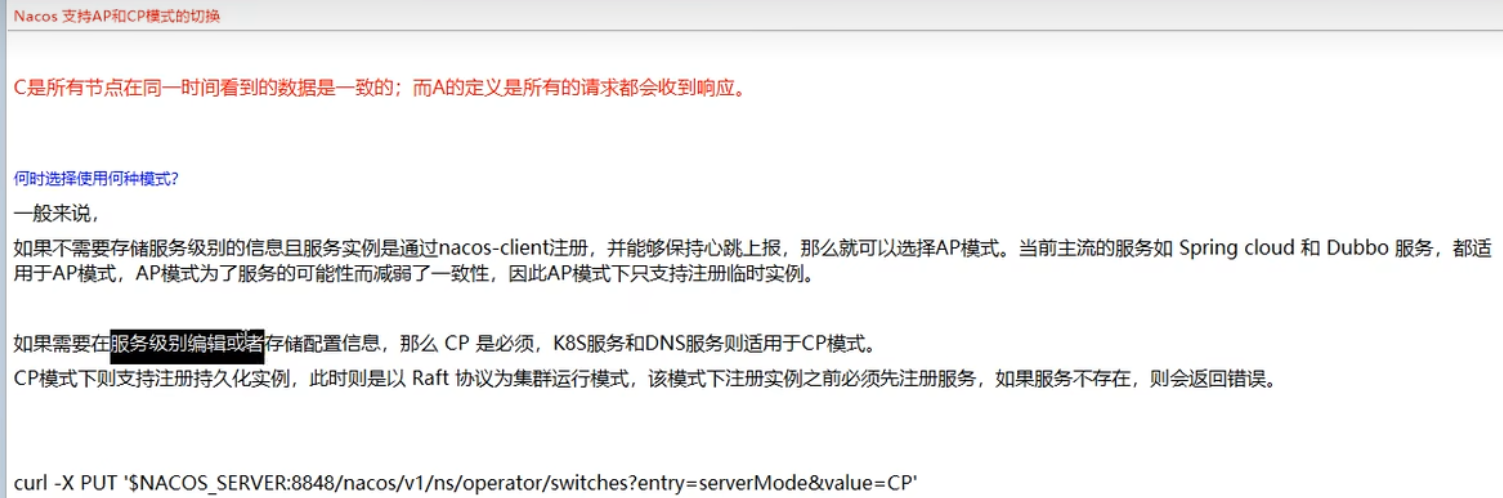 Nacos 支持AP和CP模式的切换
C是所有节点在同一时间看到的数据是一致的；而A的定义是所有的请求都会收到响应。
何时选择使用何种模式?
一般来说，
如果不需要存储服务级别的信息且服务实例是通过nacos-client注册，并能够保持心跳上报，那么就可以选择AP模式。当前主流的服务如 Spring cloud 和 Dubbo 服务，都适
用于AP模式，AP模式为了服务的可能性而减弱了一致性，因此AP模式下只支持注册临时实例。
如果需要在服务级别编辑或者存储配置信息，那么 CP 是必须，K8S服务和DNS服务则适用于CP模式。
CP模式下则支持注册持久化实例，此时则是以 Raft 协议为集群运行模式，该模式下注册实例之前必须先注册服务，如果服务不存在，则会返回错误。
curl -X PUT '$NACOS_SERVER:8848/nacos/v1/ns/operator/switches?entry=serverMode&value=CP'